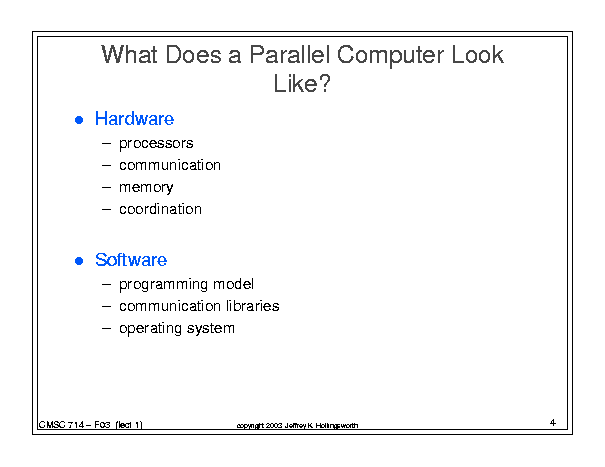 What Does a Parallel Computer Look
Like?
● Hardware
– processors
– communication
– memory
– coordination
● Software
– programming model
– communication libraries
– operating system
CMSC 714 – F03 (lect 1)
copyright 2003 Jeffrey K. Hollingsworth
4